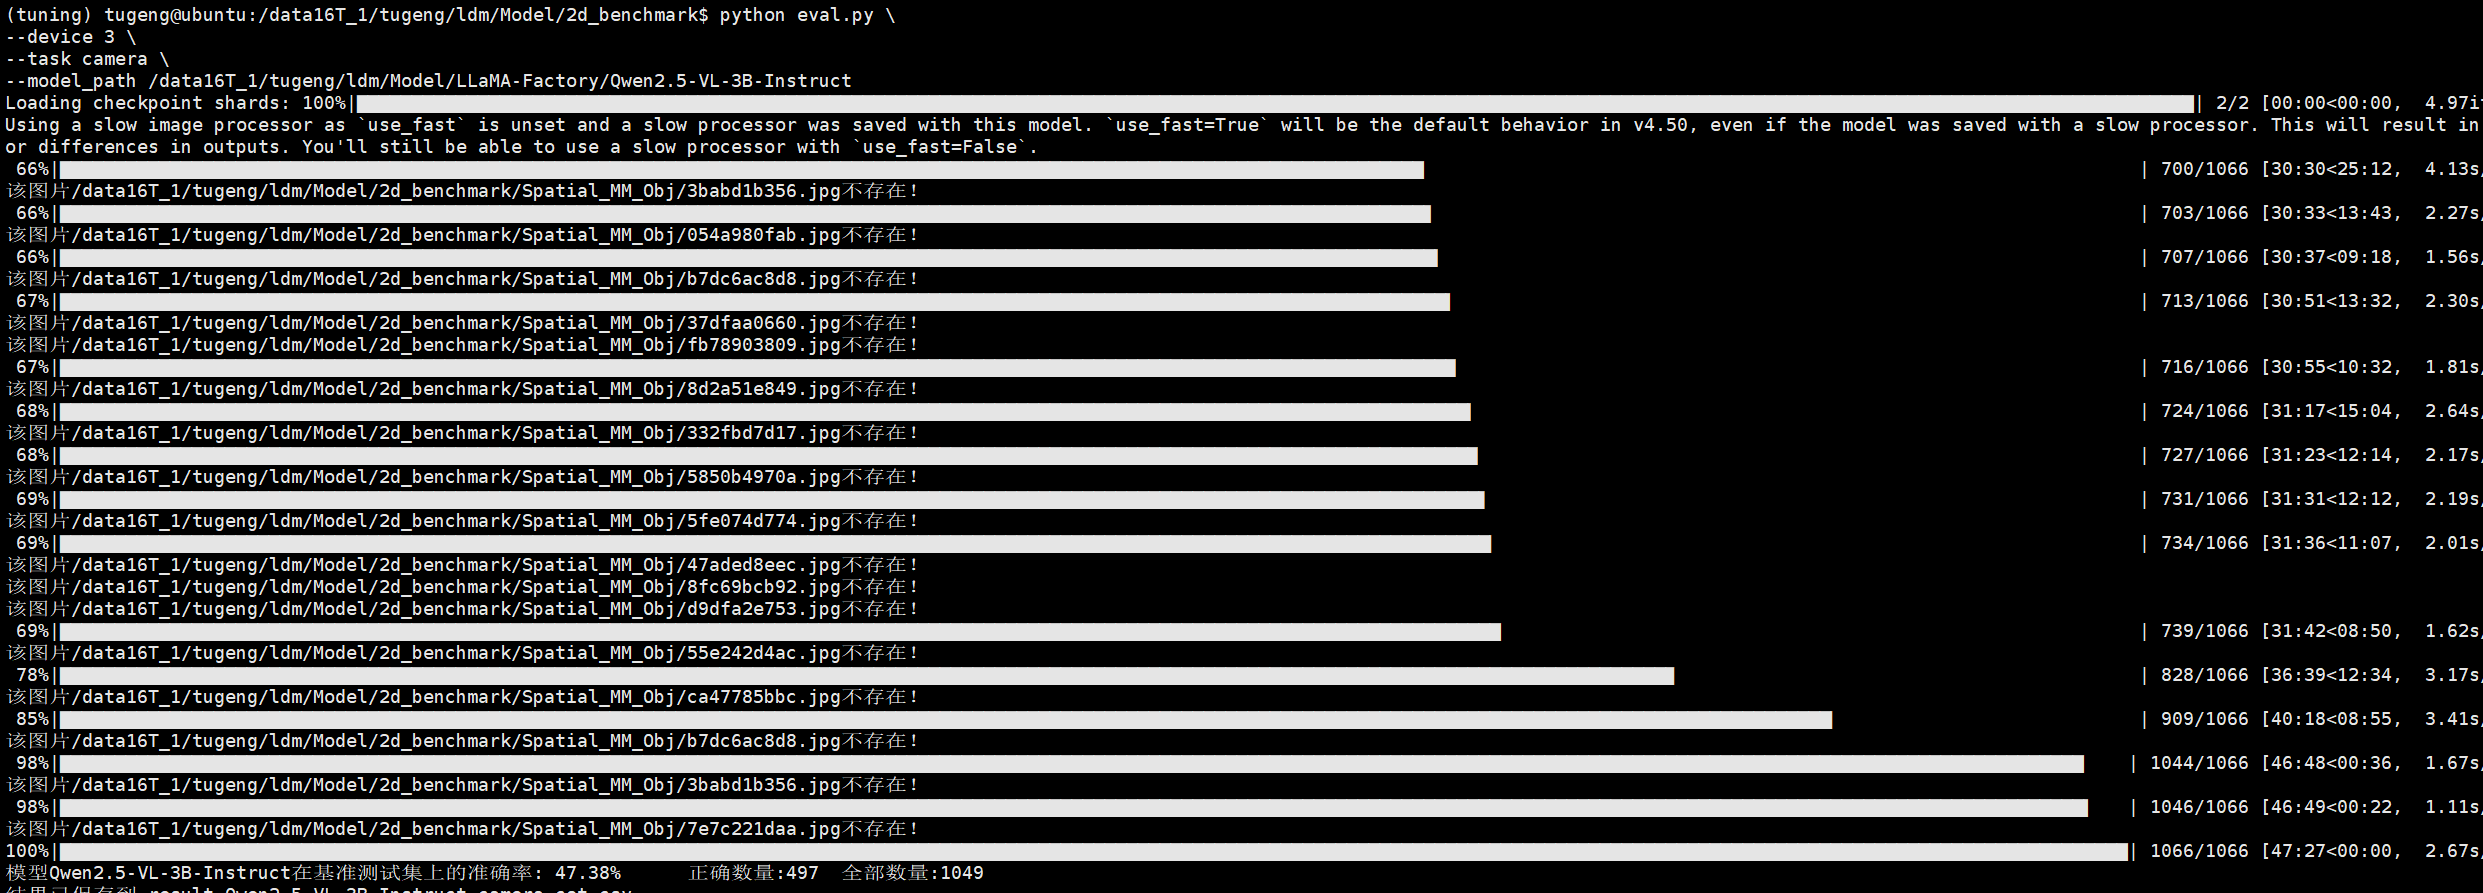 (tuning) tugeng@ubuntu:/data16T_1/tugeng/ldm/Model/2d_benchmark$ python eval.py \
--device 3 \
--task camera \
--model_path /data16T_1/tugeng/ldm/Model/LLaMA-Factory/Qwen2.5-VL-3B-Instruct
Loading checkpoint shards: 100%| | 2/2 [00:00<00:00, 4.97it
Using a slow image processor as `use_fast` is unset and a slow processor was saved with this model. `use_fast=True` will be the default behavior in v4.50, even if the model was saved with a slow processor. This will result in
or differences in outputs. You'll still be able to use a slow processor with `use_fast=False`.
66%| | 700/1066 [30:30<25:12, 4.13s/
该图片/data16T_1/tugeng/ldm/Model/2d_benchmark/Spatial_MM_Obj/3babd1b356.jpg不存在!
66%| | 703/1066 [30:33<13:43, 2.27s/
该图片/data16T_1/tugeng/ldm/Model/2d_benchmark/Spatial_MM_Obj/054a980fab.jpg不存在!
66%| | 707/1066 [30:37<09:18, 1.56s/
该图片/data16T_1/tugeng/ldm/Model/2d_benchmark/Spatial_MM_Obj/b7dc6ac8d8.jpg不存在!
67%| | 713/1066 [30:51<13:32, 2.30s/
该图片/data16T_1/tugeng/ldm/Model/2d_benchmark/Spatial_MM_Obj/37dfaa0660.jpg不存在!
该图片/data16T_1/tugeng/ldm/Model/2d_benchmark/Spatial_MM_Obj/fb78903809.jpg不存在!
67%| | 716/1066 [30:55<10:32, 1.81s/
该图片/data16T_1/tugeng/ldm/Model/2d_benchmark/Spatial_MM_Obj/8d2a51e849.jpg不存在!
68%| | 724/1066 [31:17<15:04, 2.64s/
该图片/data16T_1/tugeng/ldm/Model/2d_benchmark/Spatial_MM_Obj/332fbd7d17.jpg不存在!
68%| | 727/1066 [31:23<12:14, 2.17s/
该图片/data16T_1/tugeng/ldm/Model/2d_benchmark/Spatial_MM_Obj/5850b4970a.jpg不存在!
69%| | 731/1066 [31:31<12:12, 2.19s/
该图片/data16T_1/tugeng/ldm/Model/2d_benchmark/Spatial_MM_Obj/5fe074d774.jpg不存在!
69%| | 734/1066 [31:36<11:07, 2.01s/
该图片/data16T_1/tugeng/ldm/Model/2d_benchmark/Spatial_MM_Obj/47aded8eec.jpg不存在!
该图片/data16T_1/tugeng/ldm/Model/2d_benchmark/Spatial_MM_Obj/8fc69bcb92.jpg不存在!
该图片/data16T_1/tugeng/ldm/Model/2d_benchmark/Spatial_MM_Obj/d9dfa2e753.jpg不存在!
69%| | 739/1066 [31:42<08:50, 1.62s/
该图片/data16T_1/tugeng/ldm/Model/2d_benchmark/Spatial_MM_Obj/55e242d4ac.jpg不存在!
78%| | 828/1066 [36:39<12:34, 3.17s/
该图片/data16T_1/tugeng/ldm/Model/2d_benchmark/Spatial_MM_Obj/ca47785bbc.jpg不存在!
85%| | 909/1066 [40:18<08:55, 3.41s/
该图片/data16T_1/tugeng/ldm/Model/2d_benchmark/Spatial_MM_Obj/b7dc6ac8d8.jpg不存在!
98%| | 1044/1066 [46:48<00:36, 1.67s/
该图片/data16T_1/tugeng/ldm/Model/2d_benchmark/Spatial_MM_Obj/3babd1b356.jpg不存在!
98%| | 1046/1066 [46:49<00:22, 1.11s/
该图片/data16T_1/tugeng/ldm/Model/2d_benchmark/Spatial_MM_Obj/7e7c221daa.jpg不存在!
100%| | 1066/1066 [47:27<00:00, 2.67s/
模型Qwen2.5-VL-3B-Instruct在基准测试集上的准确率: 47.38% 正确数量:497 全部数量:1049